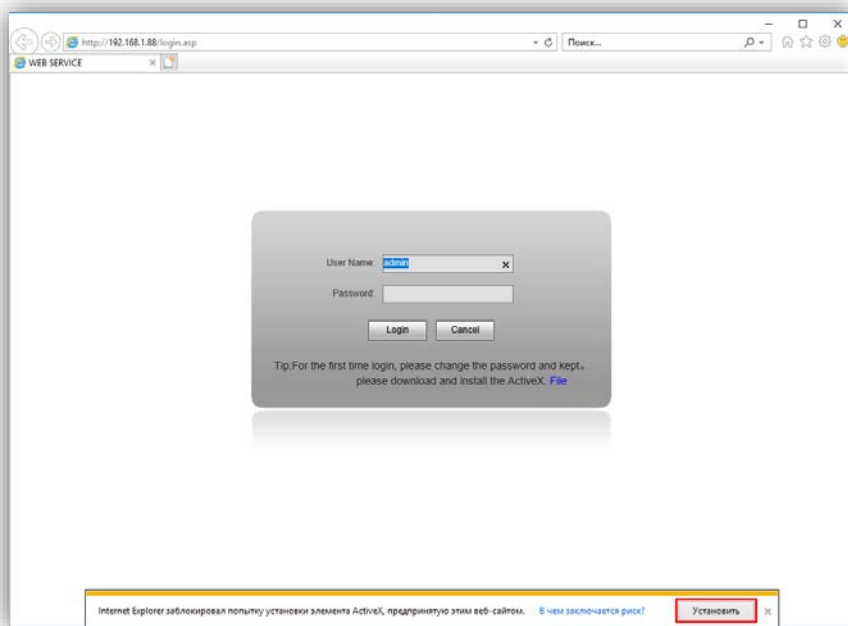 http://192.168.1.88/login.asp
Поиск...
WEB SERVICE
User Name:
admin
Password:
Login
Cancel
Tip:For the first time login, please change the password and kept。
please download and install the ActiveX. File
Internet Explorer заблокировал попытку установки элемента ActiveX, предпринятую этим веб-сайтом. В чем заключается риск? Установить